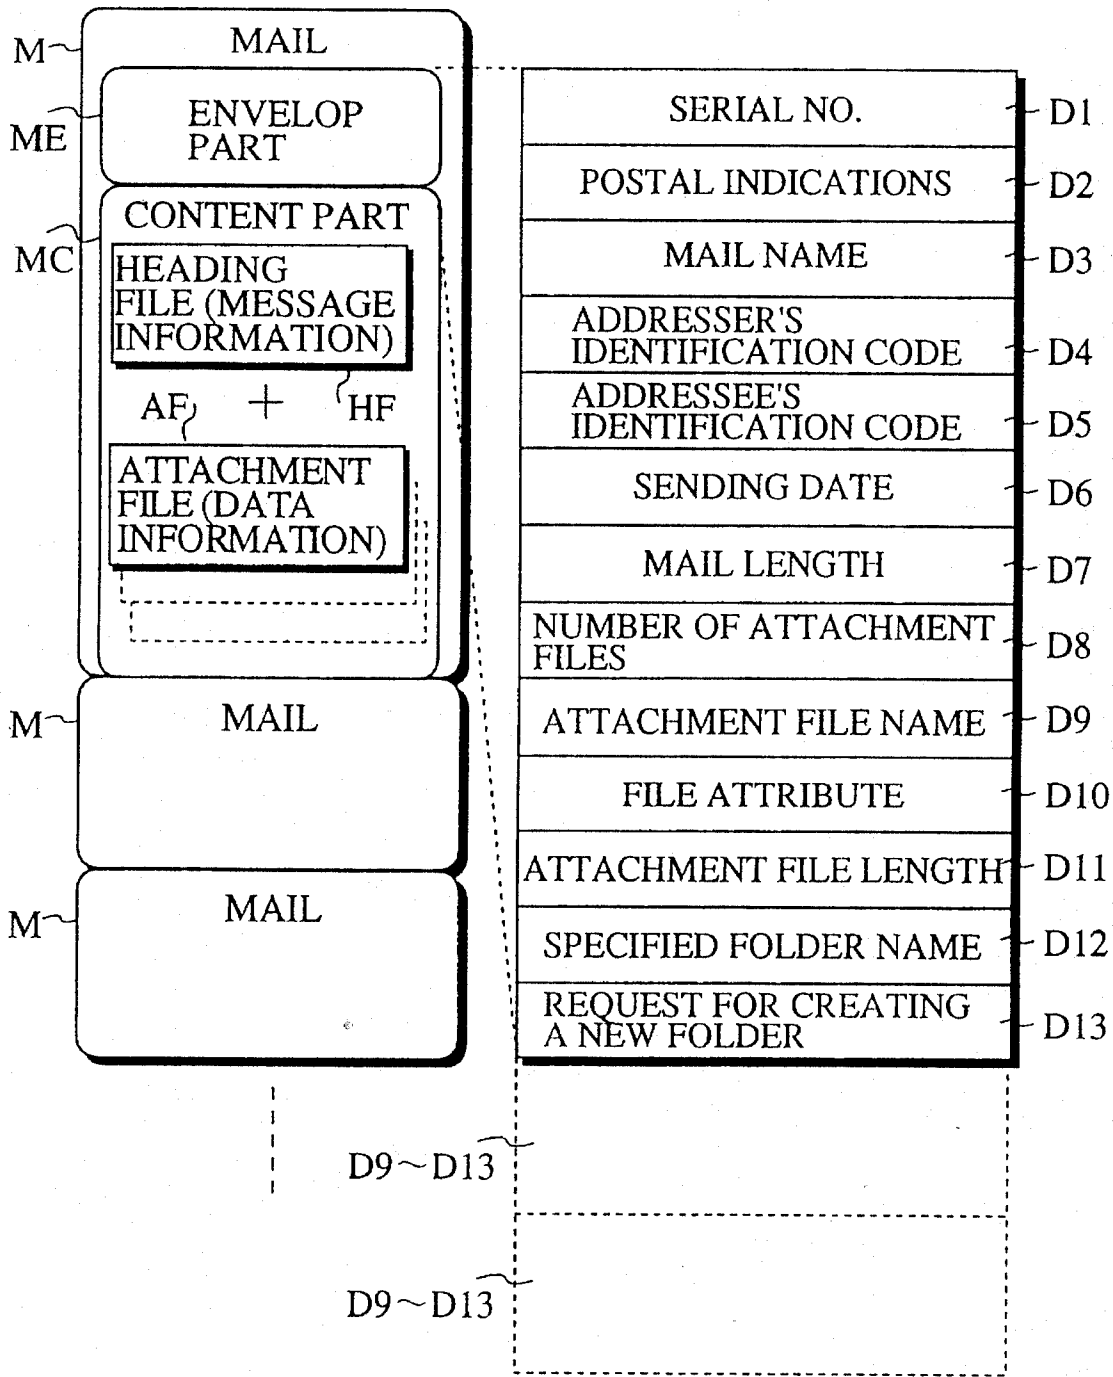 M
MAIL
ME
ENVELOP
PART
MC
CONTENT PART
HEADING
FILE (MESSAGE
INFORMATION)
AF
+
HF
ATTACHMENT
FILE (DATA
INFORMATION)
M
MAIL
M
MAIL
SERIAL NO.
D1
POSTAL INDICATIONS
D2
MAIL NAME
D3
ADDRESSER'S
IDENTIFICATION CODE
D4
ADDRESSEE'S
IDENTIFICATION CODE
D5
SENDING DATE
D6
MAIL LENGTH
D7
NUMBER OF ATTACHMENT
FILES
D8
ATTACHMENT FILE NAME
D9
FILE ATTRIBUTE
D10
ATTACHMENT FILE LENGTH
D11
SPECIFIED FOLDER NAME
D12
REQUEST FOR CREATING
A NEW FOLDER
D13
D9~D13
D9~D13